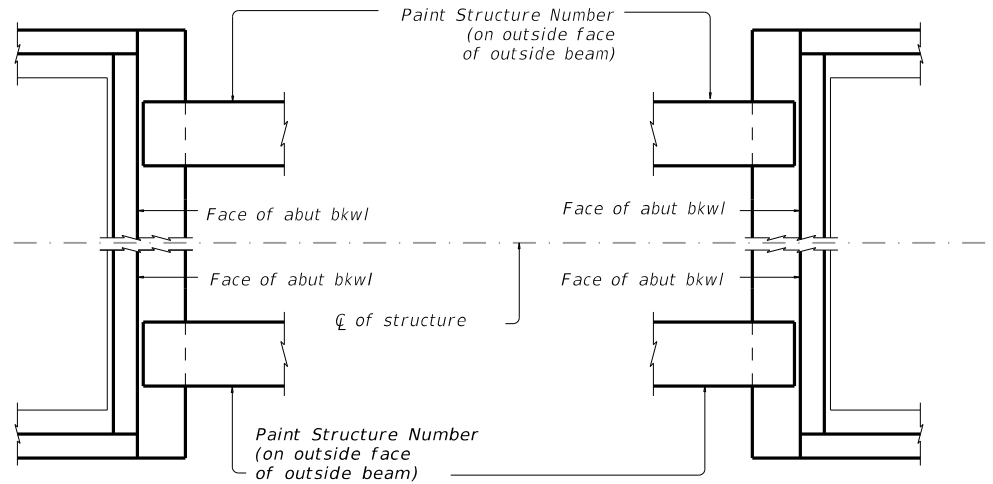 Paint Structure Number
(on outside face
of outside beam)
Face of abut bkwl
Face of abut bkwl
Face of abut bkwl
Face of abut bkwl
℄ of structure
Paint Structure Number
(on outside face
of outside beam)